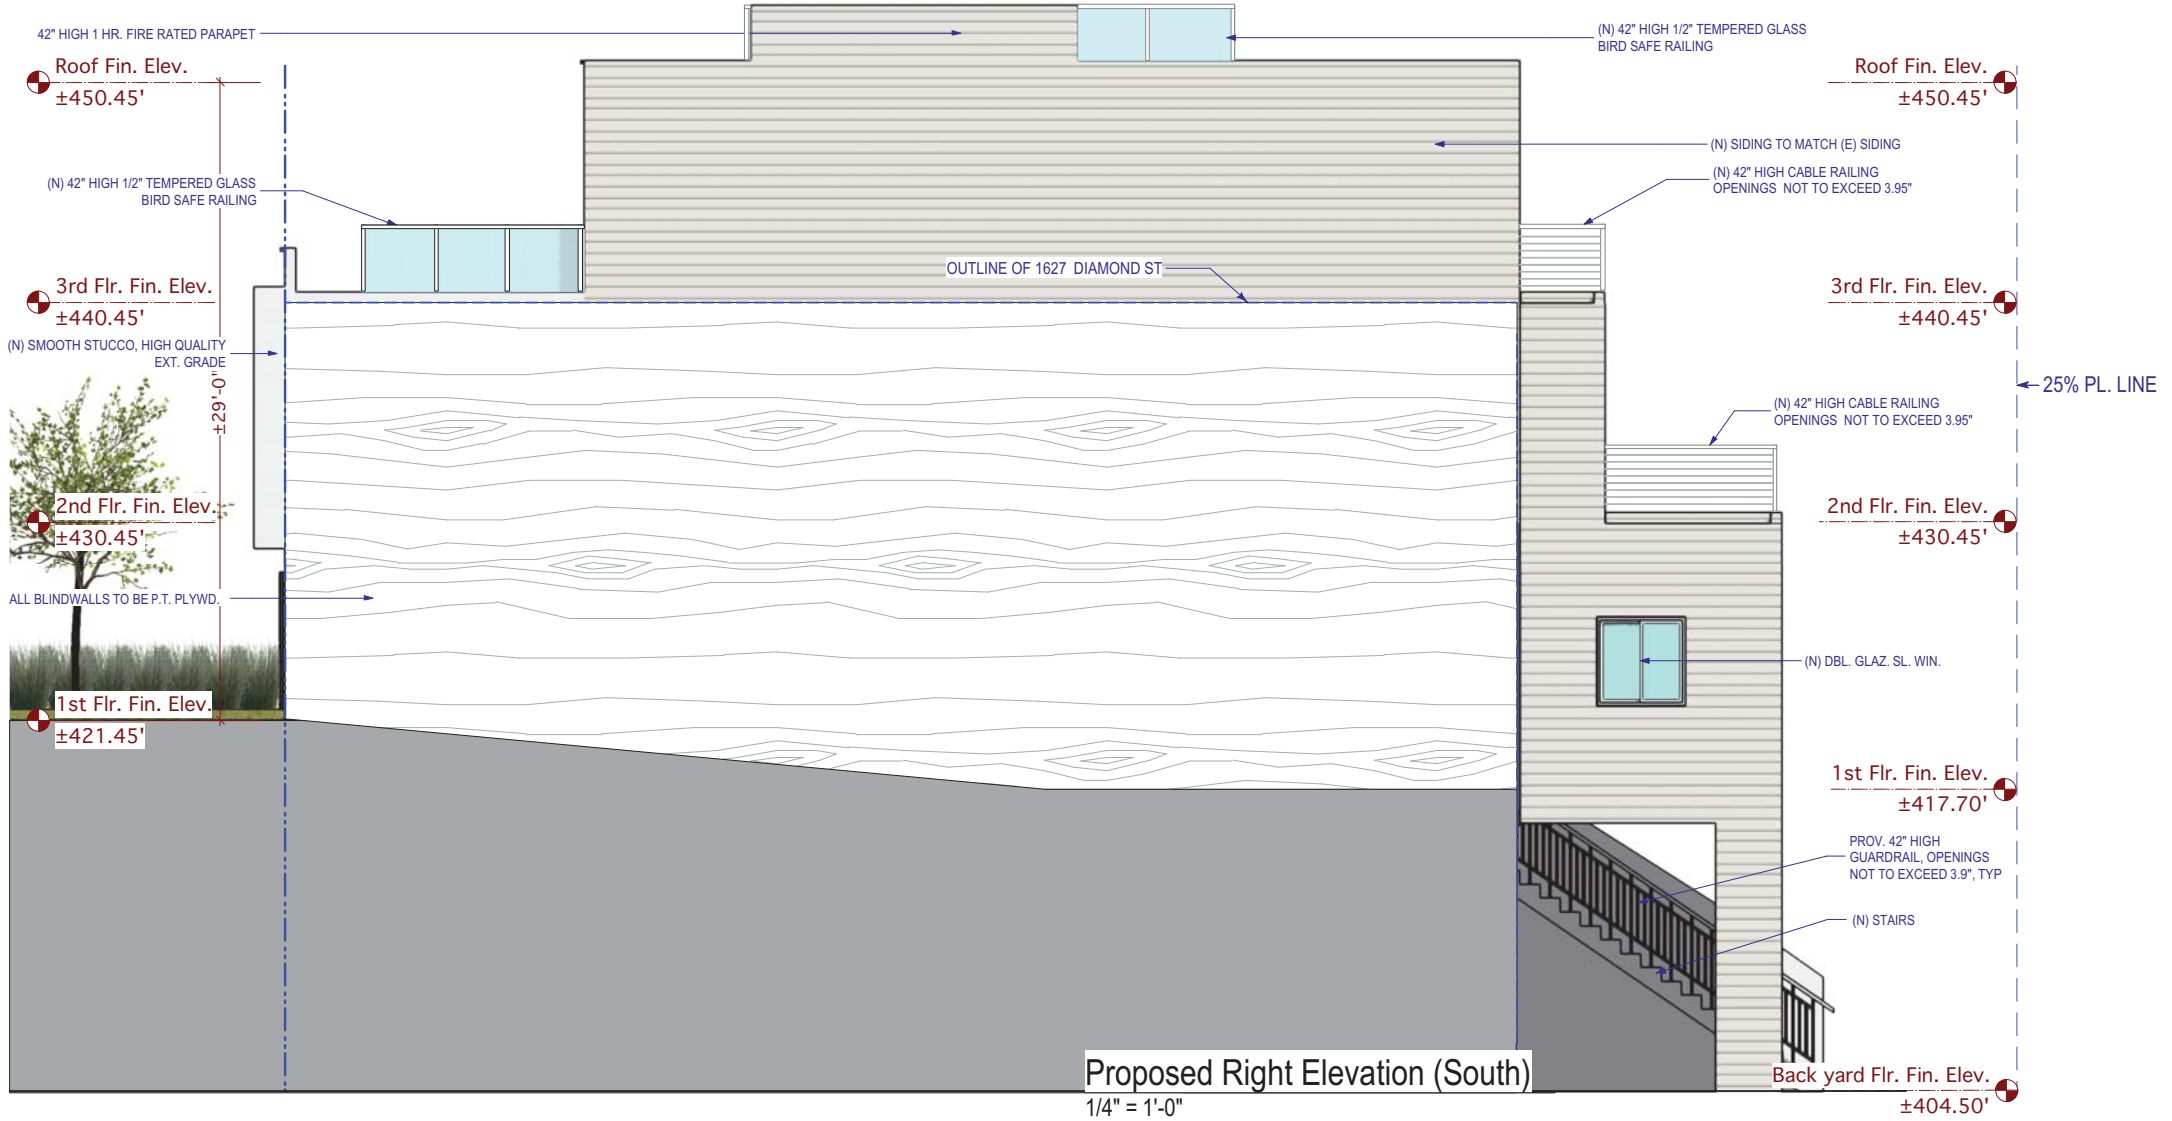 42" HIGH 1 HR. FIRE RATED PARAPET
(N) 42" HIGH 1/2" TEMPERED GLASS
BIRD SAFE RAILING
Roof Fin. Elev.
±450.45'
Roof Fin. Elev.
±450.45'
(N) SIDING TO MATCH (E) SIDING
(N) 42" HIGH CABLE RAILING
OPENINGS NOT TO EXCEED 3.95"
(N) 42" HIGH 1/2" TEMPERED GLASS
BIRD SAFE RAILING
OUTLINE OF 1627 DIAMOND ST
3rd Flr. Fin. Elev.
±440.45'
3rd Flr. Fin. Elev.
±440.45'
(N) SMOOTH STUCCO, HIGH QUALITY
EXT. GRADE
±29'-0"
25% PL. LINE
(N) 42" HIGH CABLE RAILING
OPENINGS NOT TO EXCEED 3.95"
2nd Flr. Fin. Elev.
±430.45'
2nd Flr. Fin. Elev.
±430.45'
ALL BLINDWALLS TO BE P.T. PLYWD.
(N) DBL. GLAZ. SL. WIN.
1st Flr. Fin. Elev.
±421.45'
1st Flr. Fin. Elev.
±417.70'
PROV. 42" HIGH
GUARDRAIL, OPENINGS
NOT TO EXCEED 3.9", TYP
(N) STAIRS
Proposed Right Elevation (South)
1/4" = 1'-0"
Back yard Flr. Fin. Elev.
±404.50'